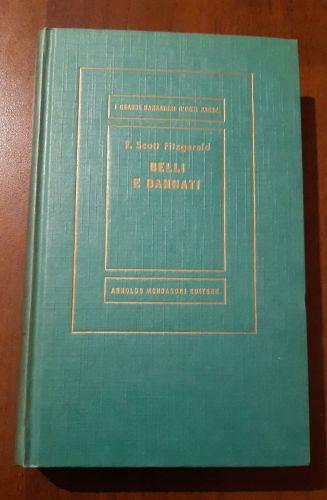 I GRANDI NARRATORI D'OGNI PAESE
F. Scott Fitzgerald
BELLI
E DANNATI
ARNOLDO MONDADORI EDITORE